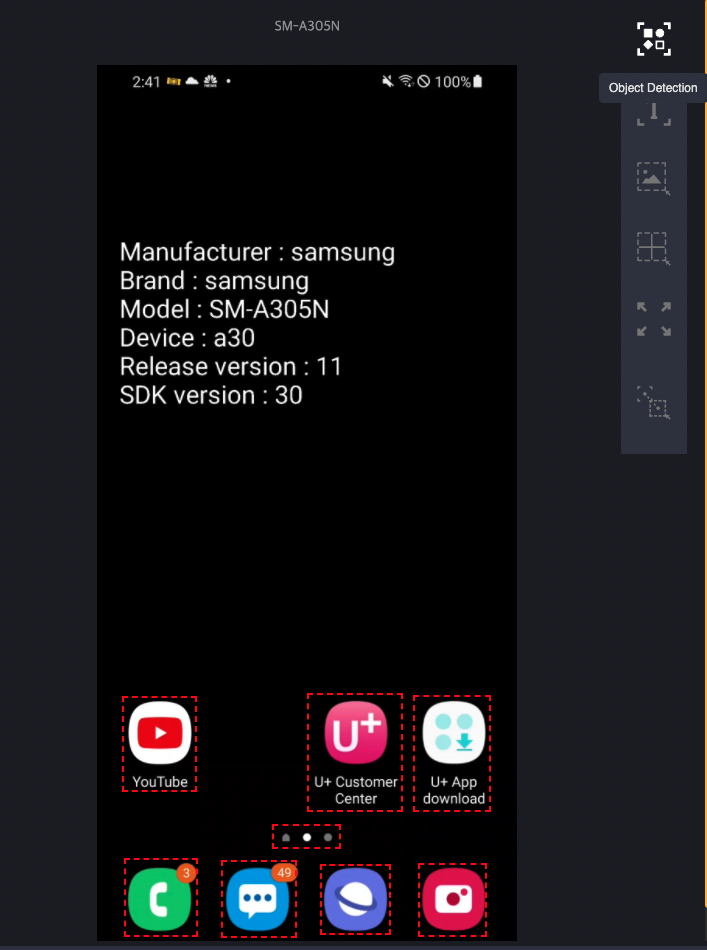 SM-A305N
2:41
100%
Object Detection
Manufacturer : samsung
Brand : samsung
Model : SM-A305N
Device : a30
Release version : 11
SDK version : 30
U+
YouTube
U+ Customer
Center
U+ App
download
3
49